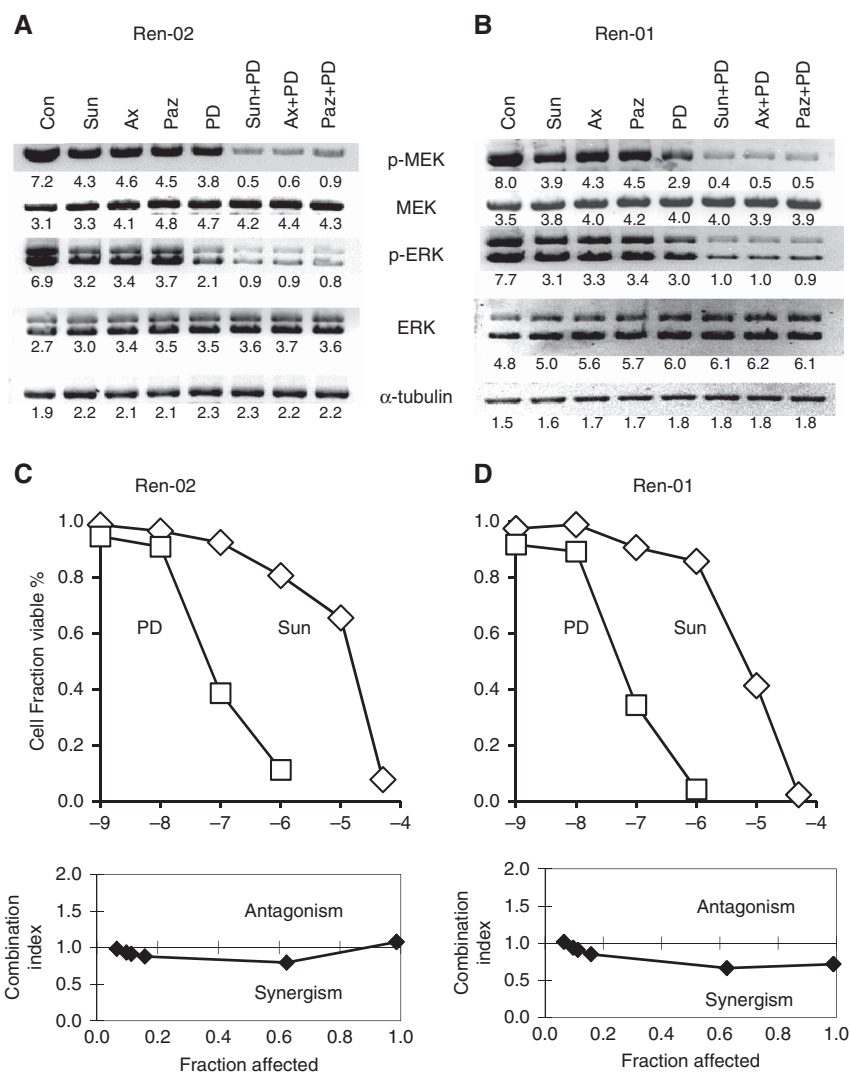 A
Ren-02
Con Sun Ax Paz PD Sun+PD Ax+PD Paz+PD
7.2 4.3 4.6 4.5 3.8 0.5 0.6 0.9
3.1 3.3 4.1 4.8 4.7 4.2 4.4 4.3
6.9 3.2 3.4 3.7 2.1 0.9 0.9 0.8
2.7 3.0 3.4 3.5 3.5 3.6 3.7 3.6
1.9 2.2 2.1 2.1 2.3 2.3 2.2 2.2
p-MEK
MEK
p-ERK
ERK
α-tubulin
B
Ren-01
Con Sun Ax Paz PD Sun+PD Ax+PD Paz+PD
8.0 3.9 4.3 4.5 2.9 0.4 0.5 0.5
3.5 3.8 4.0 4.2 4.0 4.0 3.9 3.9
7.7 3.1 3.3 3.4 3.0 1.0 1.0 0.9
4.8 5.0 5.6 5.7 6.0 6.1 6.2 6.1
1.5 1.6 1.7 1.7 1.8 1.8 1.8 1.8
C
Ren-02
Cell Fraction viable %
1.0
0.8
0.6
0.4
0.2
0.0
PD
Sun
–9 –8 –7 –6 –5 –4
Combination
index
2.0
1.5
1.0
0.5
0.0
Antagonism
Synergism
0.0 0.2 0.4 0.6 0.8 1.0
Fraction affected
D
Ren-01
1.0
0.8
0.6
0.4
0.2
0.0
PD
Sun
–9 –8 –7 –6 –5 –4
Combination
index
2.0
1.5
1.0
0.5
0.0
Antagonism
Synergism
0.0 0.2 0.4 0.6 0.8 1.0
Fraction affected